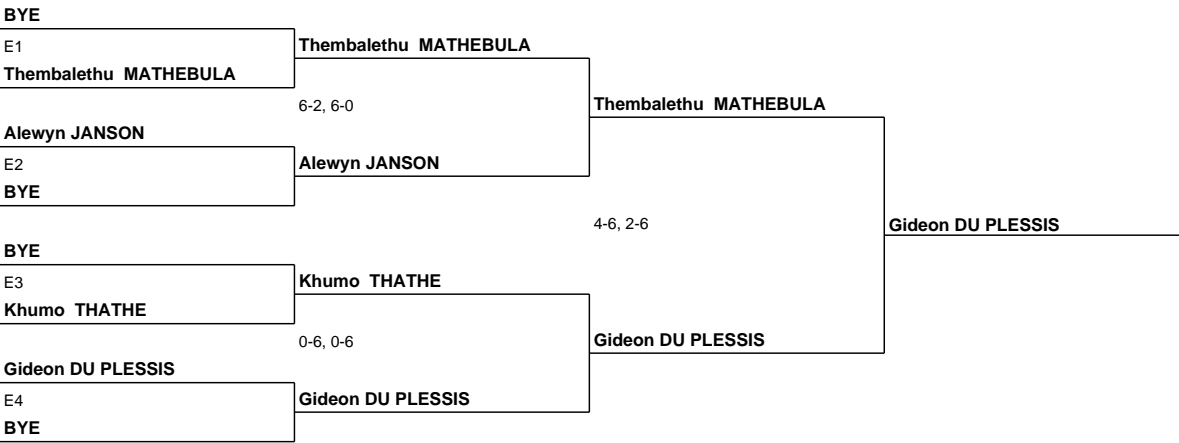 BYE
E1
Thembalethu MATHEBULA
Thembalethu MATHEBULA
6-2, 6-0
Thembalethu MATHEBULA
Alewyn JANSON
E2
Alewyn JANSON
BYE
4-6, 2-6
Gideon DU PLESSIS
BYE
E3
Khumo THATHE
Khumo THATHE
0-6, 0-6
Gideon DU PLESSIS
Gideon DU PLESSIS
E4
Gideon DU PLESSIS
BYE